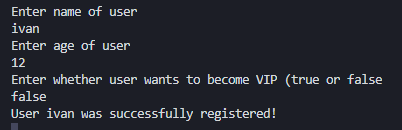 Enter name of user
ivan
Enter age of user
12
Enter whether user wants to become VIP (true or false
false
User ivan was successfully registered!